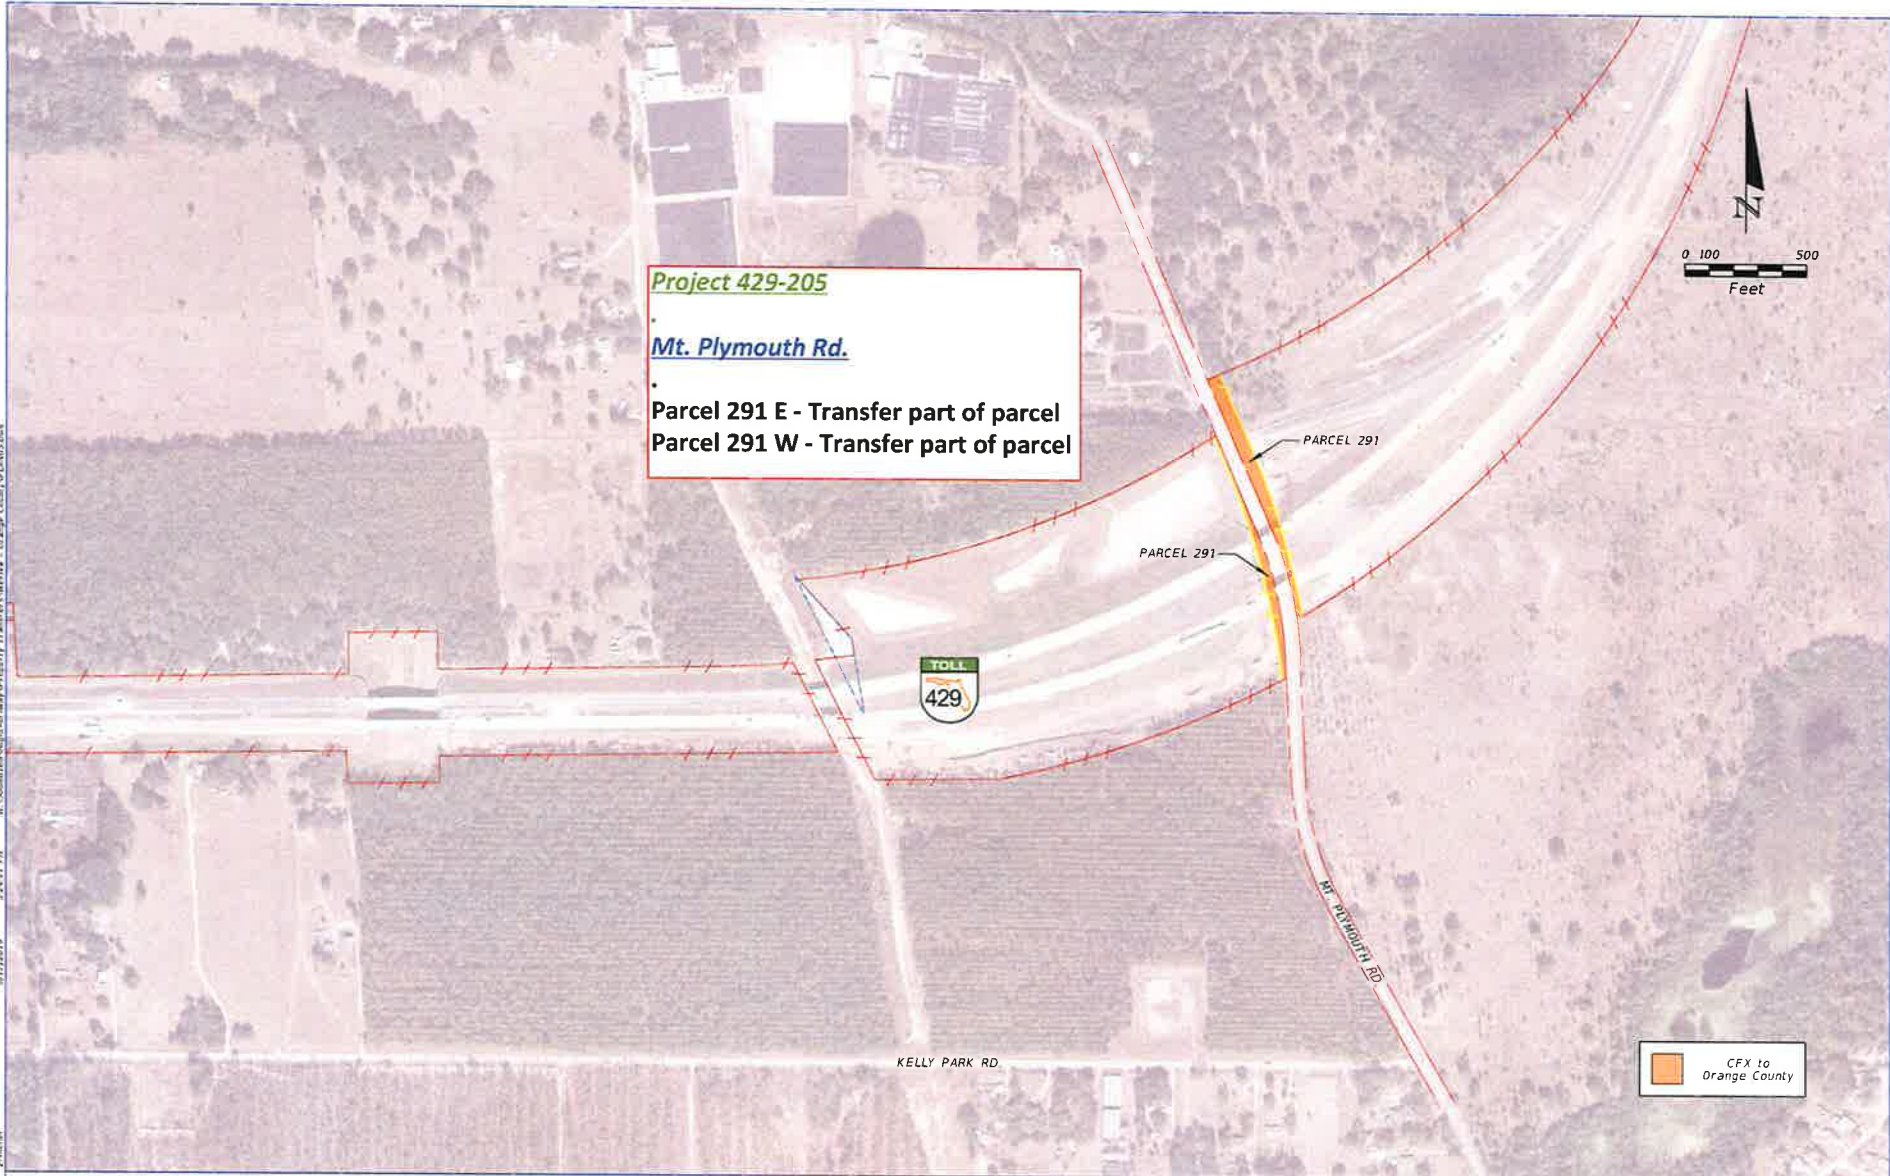 Project 429-205
Mt. Plymouth Rd.
Parcel 291 E - Transfer part of parcel
Parcel 291 W - Transfer part of parcel
N
0 100 500
Feet
PARCEL 291
PARCEL 291
TOLL
429
MT. PLYMOUTH RD
KELLY PARK RD
CFX to
Orange County